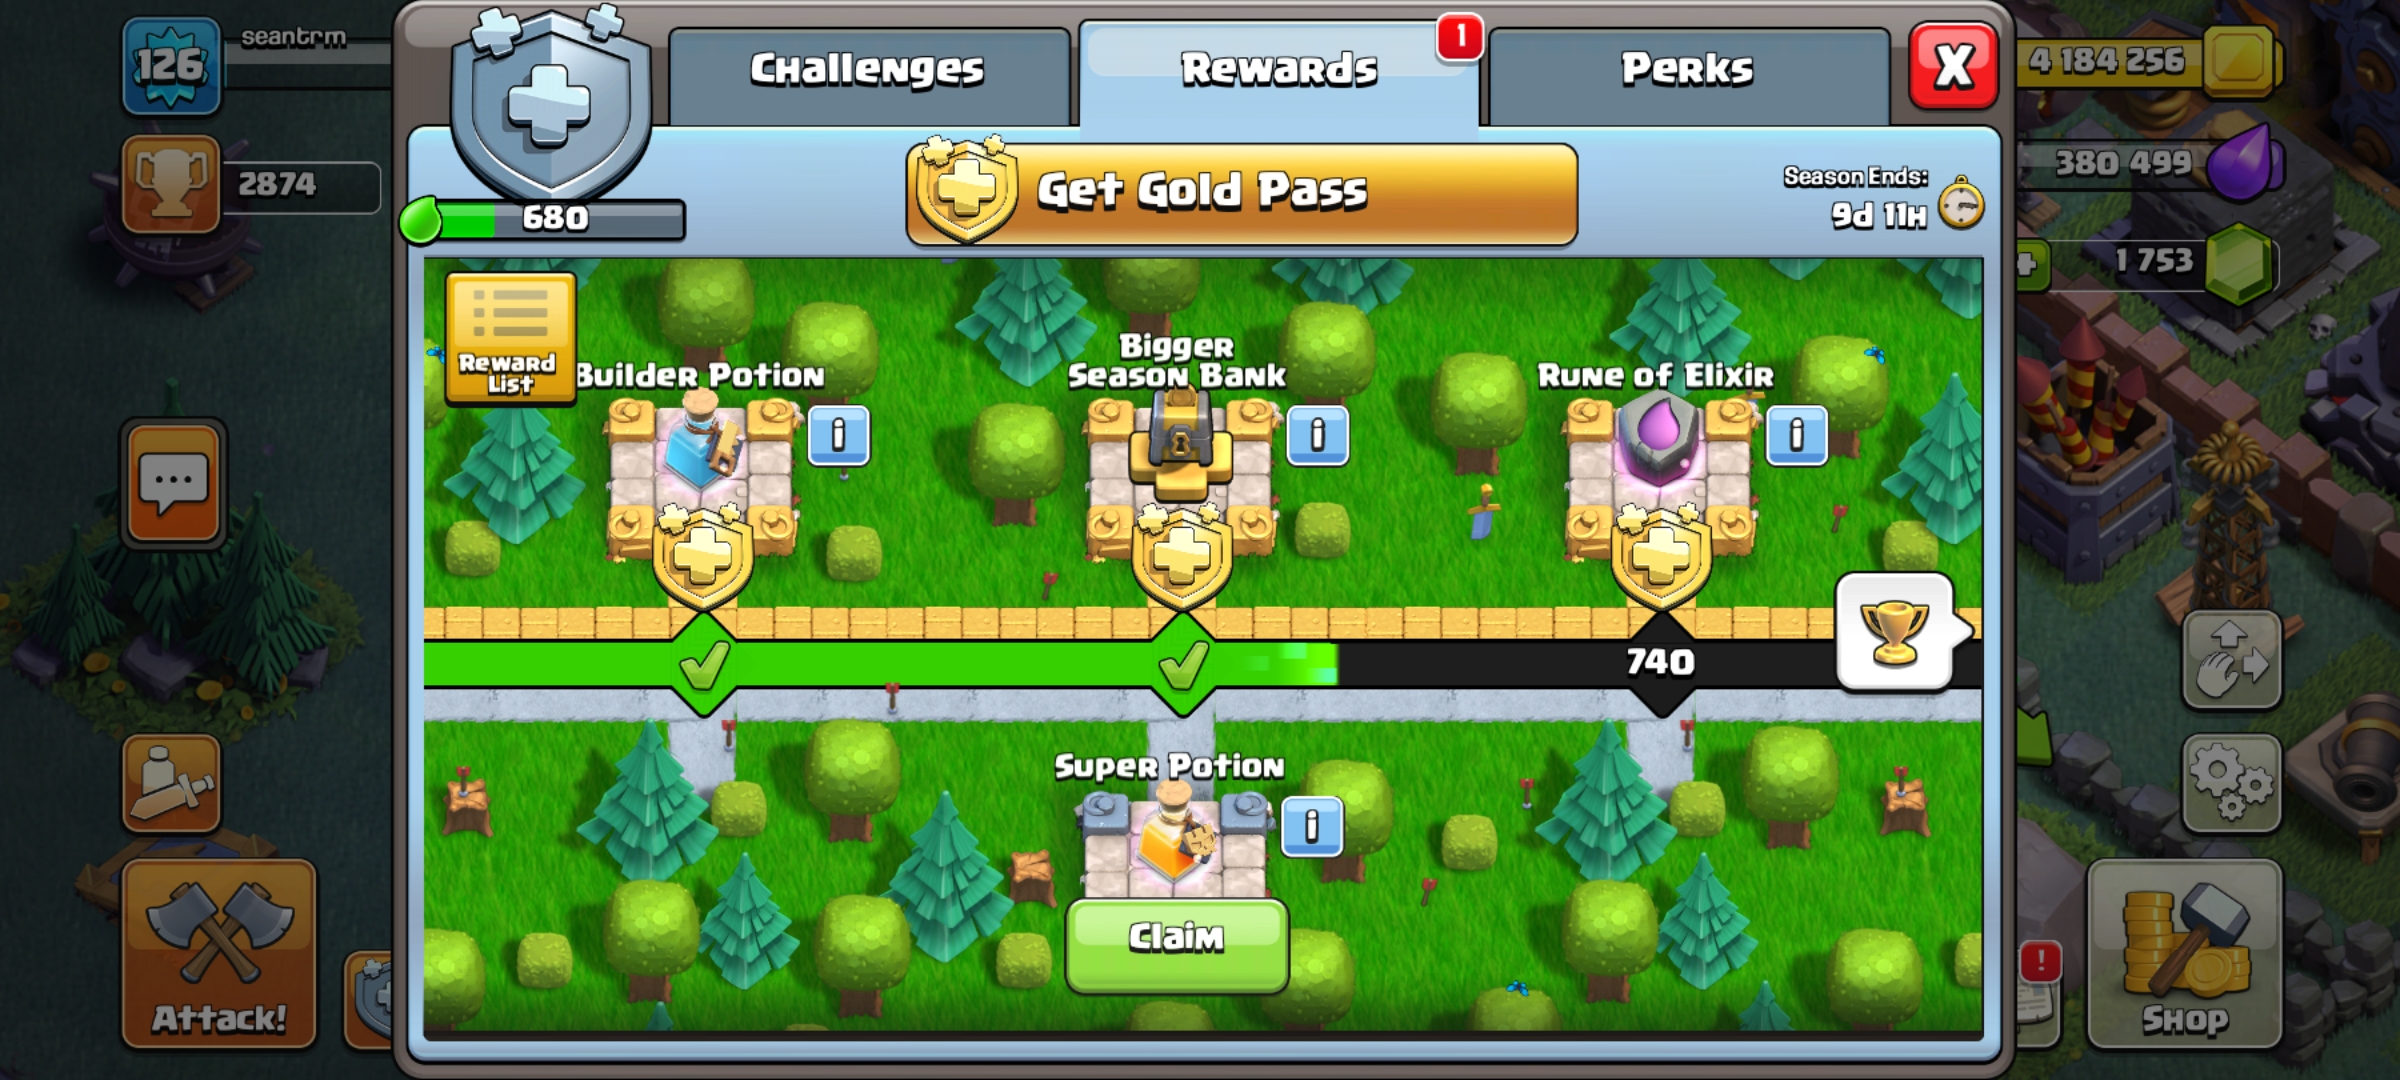 126
seantrm
2874
Challenges
Rewards
1
Perks
X
4 184 256
380 499
1 753
680
Get Gold Pass
Season Ends:
9d 11H
Reward
List
Builder Potion
i
Bigger
Season Bank
i
Rune of Elixir
i
740
Super Potion
i
Claim
Attack!
!
Shop